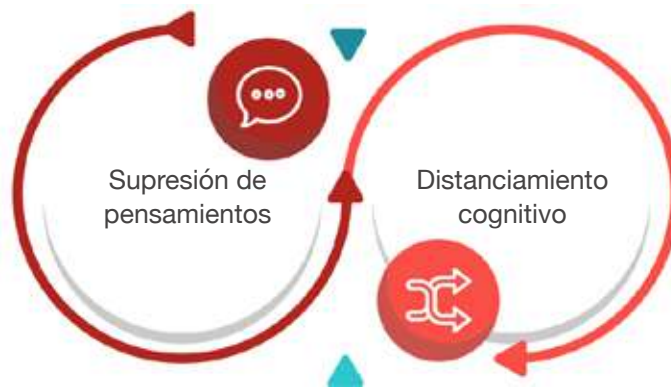 Supresión de
pensamientos
Distanciamiento
cognitivo